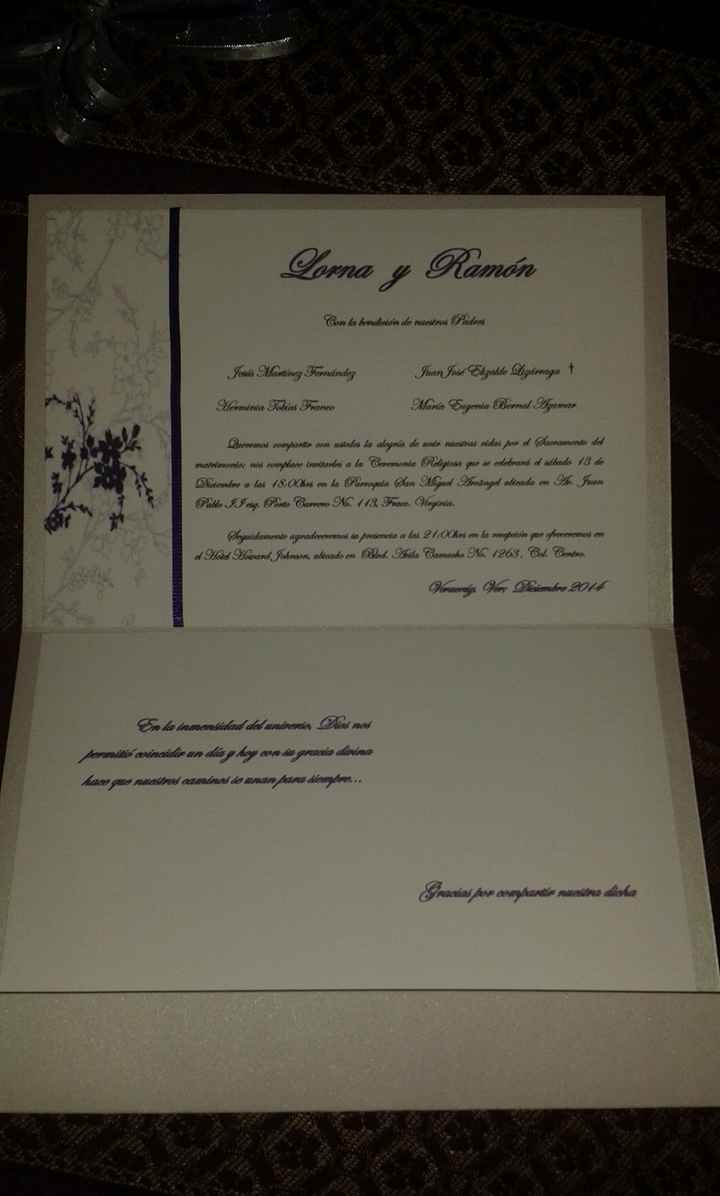 Lorna y Ramón
Con la bendición de nuestros Padres
Jesús Martínez Fernández Juan José Elizalde Lizárraga †
Herminia Tobías Franco María Eugenia Bernal Azamar
Queremos compartir con ustedes la alegría de unir nuestras vidas por el Sacramento del
matrimonio; nos complace invitarles a la Ceremonia Religiosa que se celebrará el sábado 13 de
Diciembre a las 18:00hrs en la Parroquia San Miguel Arcángel ubicada en Av. Juan
Pablo II esq. Porto Carrero No. 113, Fracc. Virginia.
Seguidamente agradeceremos su presencia a las 21:00hrs en la recepción que ofreceremos en
el Hotel Howard Johnson, ubicado en Blvd. Avila Camacho No. 1263, Col. Centro.
Ver; Diciembre 2014
En la inmensidad del universo, Dios nos
permitió coincidir un día y hoy con su gracia divina
hace que nuestros caminos se unan para siempre...
Gracias por compartir nuestra dicha